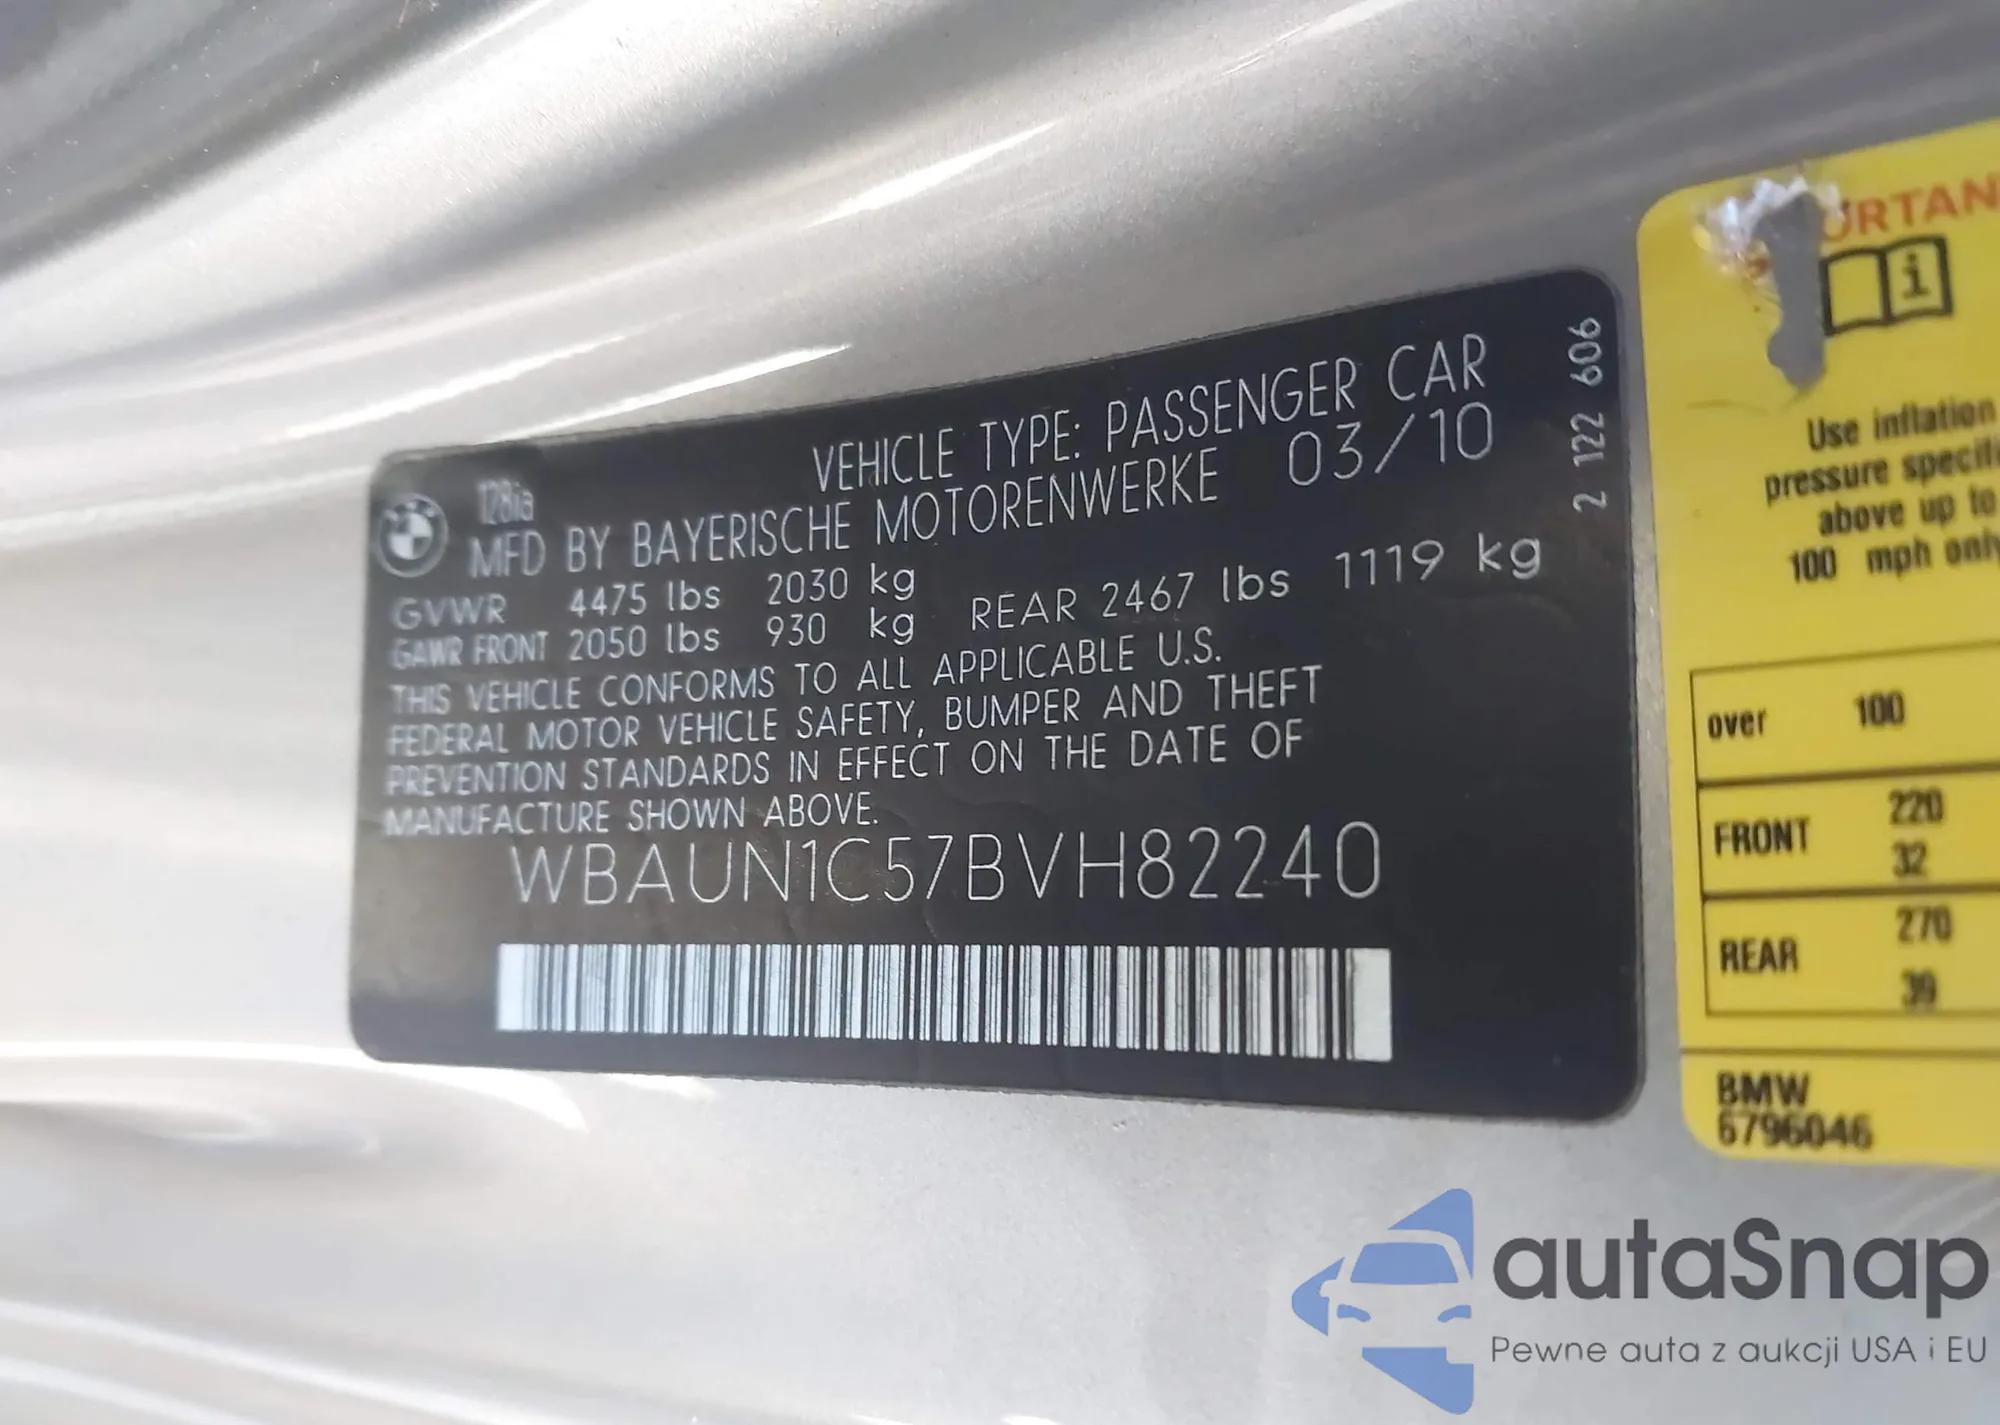 128ia
VEHICLE TYPE: PASSENGER CAR
MFD BY BAYERISCHE MOTORENWERKE 03/10
GVWR 4475 lbs 2030 kg
GAWR FRONT 2050 lbs 930 kg REAR 2467 lbs 1119 kg
THIS VEHICLE CONFORMS TO ALL APPLICABLE U.S.
FEDERAL MOTOR VEHICLE SAFETY, BUMPER AND THEFT
PREVENTION STANDARDS IN EFFECT ON THE DATE OF
MANUFACTURE SHOWN ABOVE.
WBAUN1C57BVH82240
2 122 606
ORTAN
i
Use inflation
pressure specifi
above up to
100 mph only
over 100
FRONT 220
32
REAR 270
39
BMW
6796046
autaSnap
Pewne auta z aukcji USA i EU